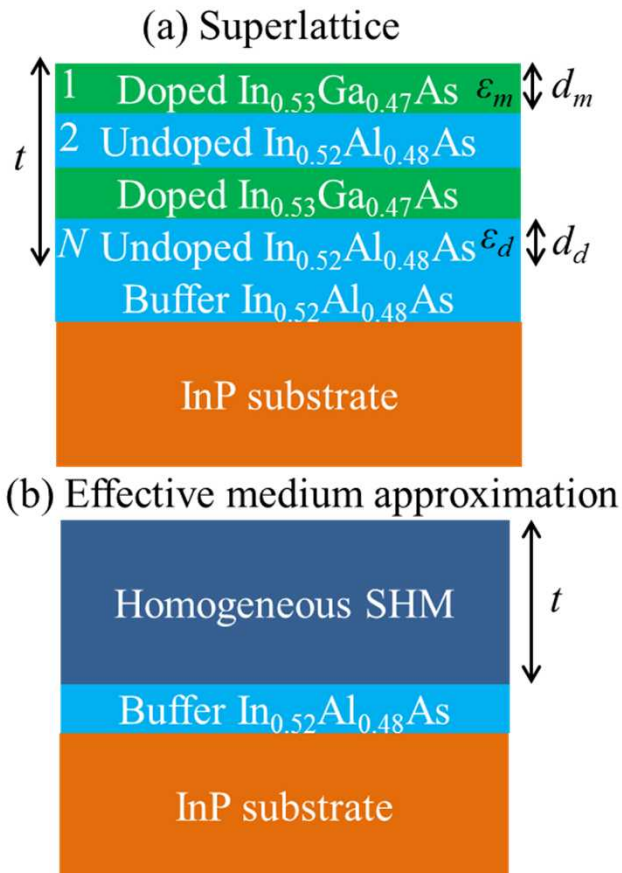 (a) Superlattice
1 Doped In₀.₅₃Ga₀.₄₇As εₘ dₘ
2 Undoped In₀.₅₂Al₀.₄₈As
t
Doped In₀.₅₃Ga₀.₄₇As
N Undoped In₀.₅₂Al₀.₄₈As ε_d d_d
Buffer In₀.₅₂Al₀.₄₈As
InP substrate
(b) Effective medium approximation
Homogeneous SHM t
Buffer In₀.₅₂Al₀.₄₈As
InP substrate